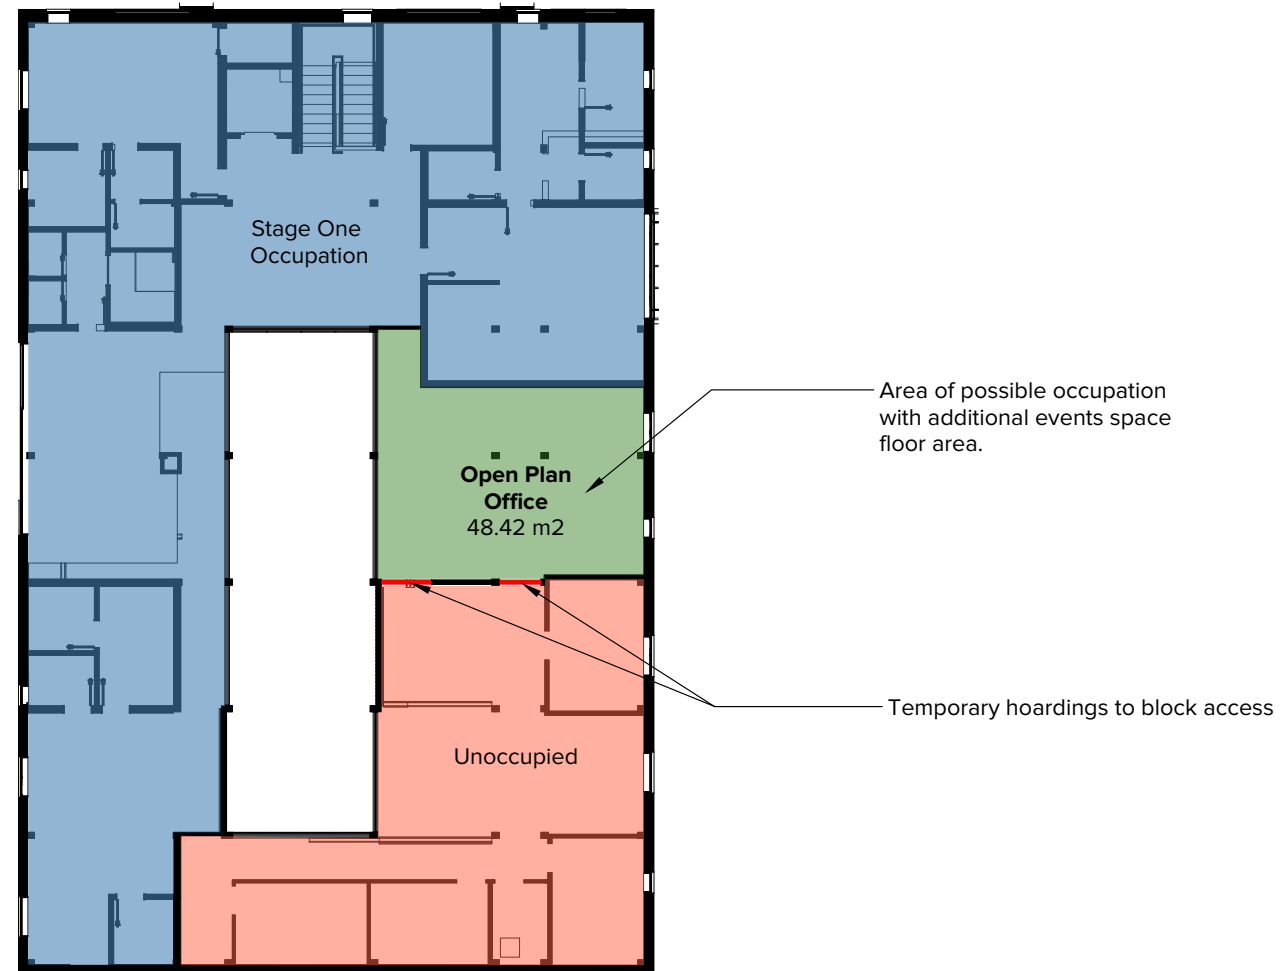 Stage One
Occupation
Area of possible occupation
with additional events space
floor area.
Open Plan
Office
48.42 m2
Temporary hoardings to block access
Unoccupied